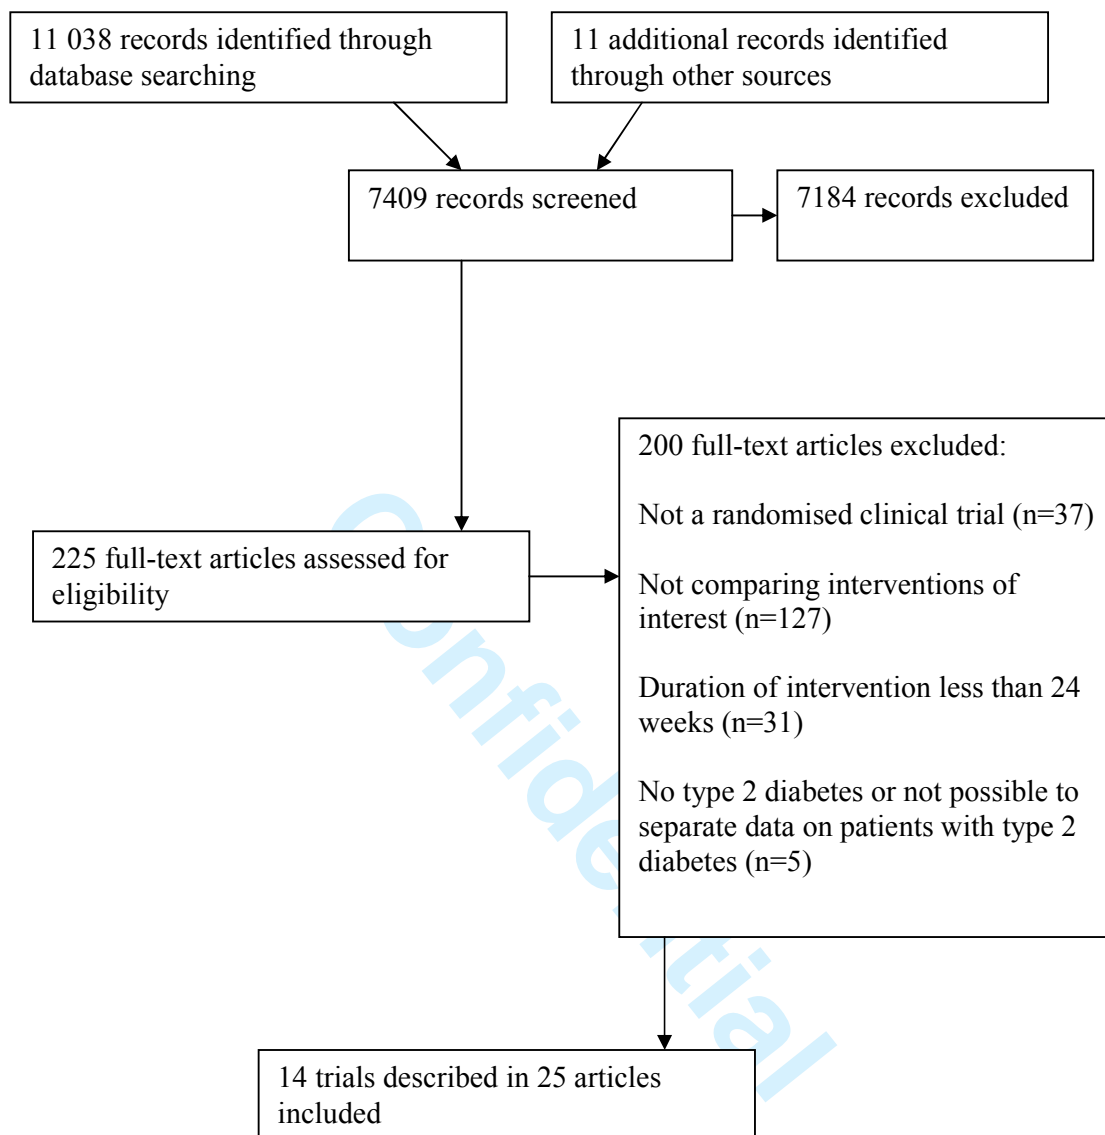 11 038 records identified through
database searching
11 additional records identified
through other sources
7409 records screened
7184 records excluded
200 full-text articles excluded:
Not a randomised clinical trial (n=37)
Not comparing interventions of
interest (n=127)
Duration of intervention less than 24
weeks (n=31)
No type 2 diabetes or not possible to
separate data on patients with type 2
diabetes (n=5)
225 full-text articles assessed for
eligibility
14 trials described in 25 articles
included
Confidential